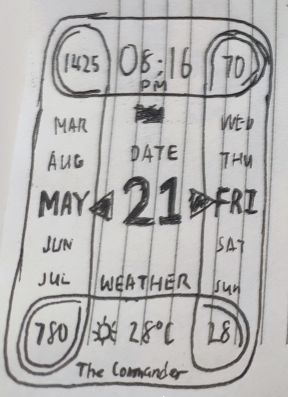 1425 08:16 70
PM
MAR WED
AUG DATE THU
MAY 21 FRI
JUN SAT
JUL WEATHER SUN
780 28°C 28
The Commander